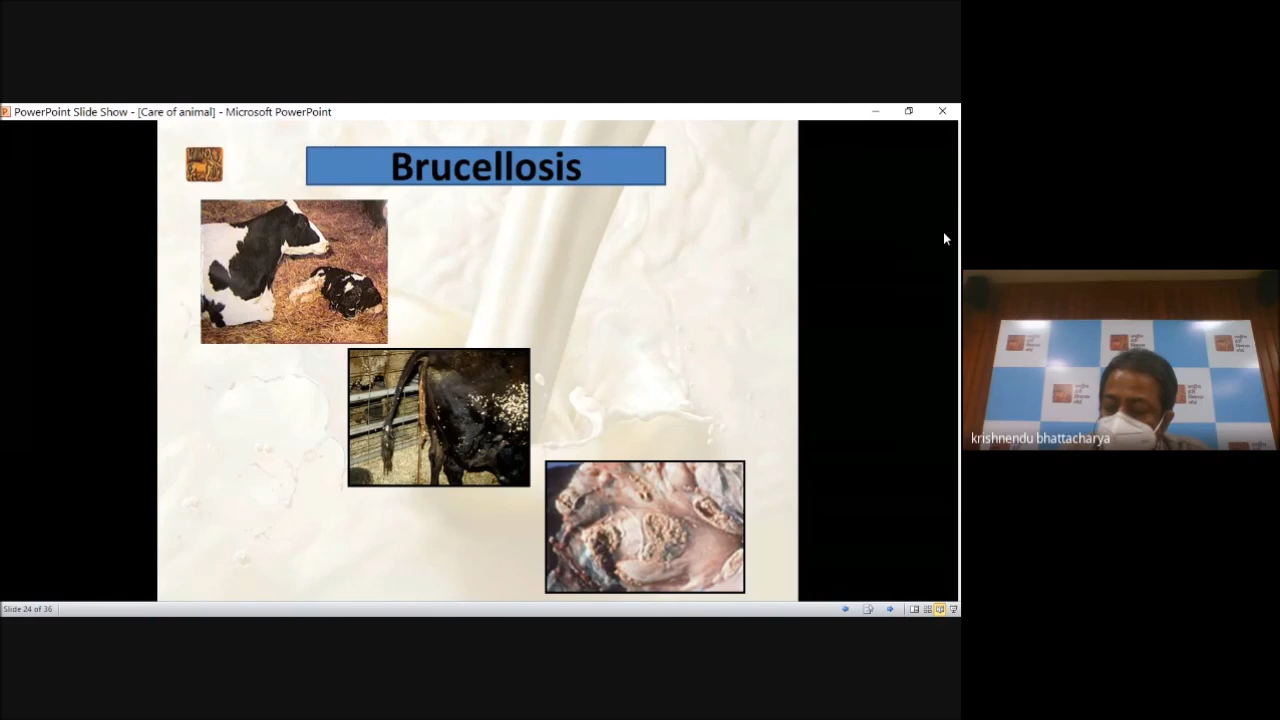 PowerPoint Slide Show - [Care of animal] - Microsoft PowerPoint
Brucellosis
Slide 24 of 36
krishnendu bhattacharya